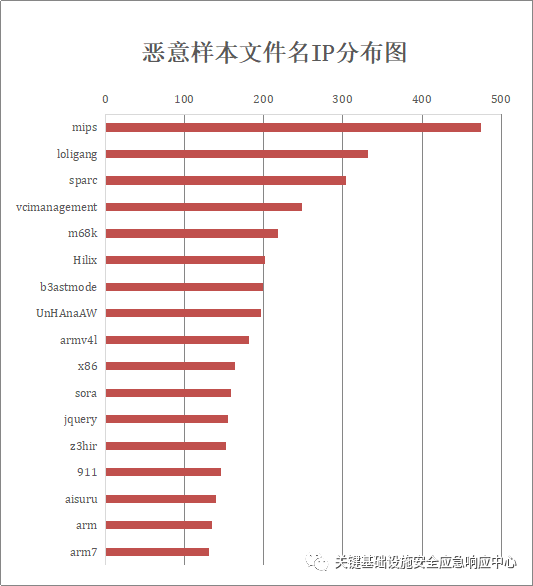 恶意样本文件名IP分布图
0 100 200 300 400 500
mips
loligang
sparc
vcimanagement
m68k
Hilix
b3astmode
UnHAnaAW
armv4l
x86
sora
jquery
z3hir
911
aisuru
arm
arm7
关键基础设施安全应急响应中心